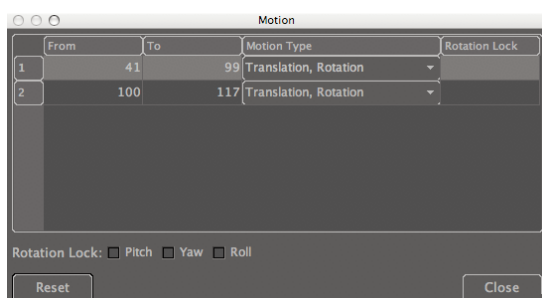 Motion
From To Motion Type Rotation Lock
1 41 99 Translation, Rotation
2 100 117 Translation, Rotation
Rotation Lock: Pitch Yaw Roll
Reset Close